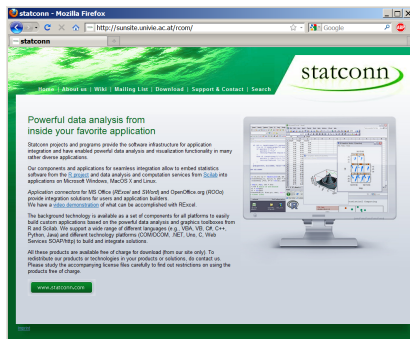 statconn - Mozilla Firefox
http://sunsite.univie.ac.at/rcom/
Google
statconn
Home | About us | Wiki | Mailing List | Download | Support & Contact | Search
statconn
Powerful data analysis from
inside your favorite application
Statconn projects and programs provide the software infrastructure for application
integration and have enabled powerful data analysis and visualization functionality in many
rather diverse applications.
Our components and applications for seamless integration allow to embed statistics
software from the R project and data analysis and computation services from Scilab into
applications on Microsoft Windows, MacOS X and Linux.
Application connectors for MS Office (RExcel and SWord) and OpenOffice.org (ROOo)
provide integration solutions for users and application builders.
We have a video demonstration of what can be accomplished with RExcel.
The background technology is available as a set of components for all platforms to easily
build custom applications based on the powerful data analysis and graphics toolboxes from
R and Scilab. We support a wide range of different languages (e.g., VBA, VB, C#, C++,
Python, Java) and different technology platforms (COM/DCOM, .NET, Uno, C, Web
Services SOAP/http) to build and integrate solutions.
All these products are available free of charge for download (from our site only). To
redistribute our products or technologies in your products or solutions, do contact us.
Please study the accompanying license files carefully to find out restrictions on using the
products free of charge.
www.statconn.com